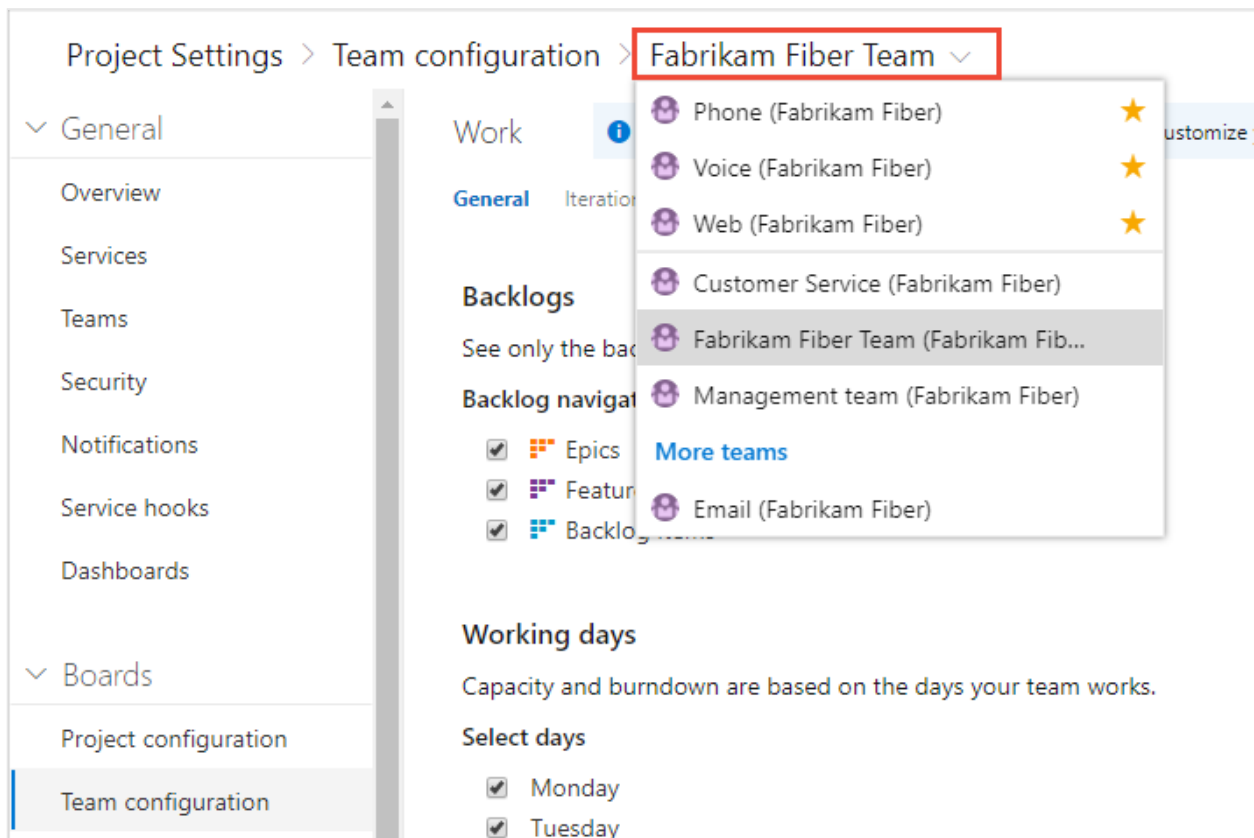 Project Settings > Team configuration > Fabrikam Fiber Team
General
Overview
Services
Teams
Security
Notifications
Service hooks
Dashboards
Boards
Project configuration
Team configuration
Work
ustomize
General
Iteration
Phone (Fabrikam Fiber)
Voice (Fabrikam Fiber)
Web (Fabrikam Fiber)
Customer Service (Fabrikam Fiber)
Fabrikam Fiber Team (Fabrikam Fib...
Management team (Fabrikam Fiber)
More teams
Email (Fabrikam Fiber)
Backlogs
See only the bac
Backlog navigat
Epics
Featur
Backlog items
Working days
Capacity and burndown are based on the days your team works.
Select days
Monday
Tuesday